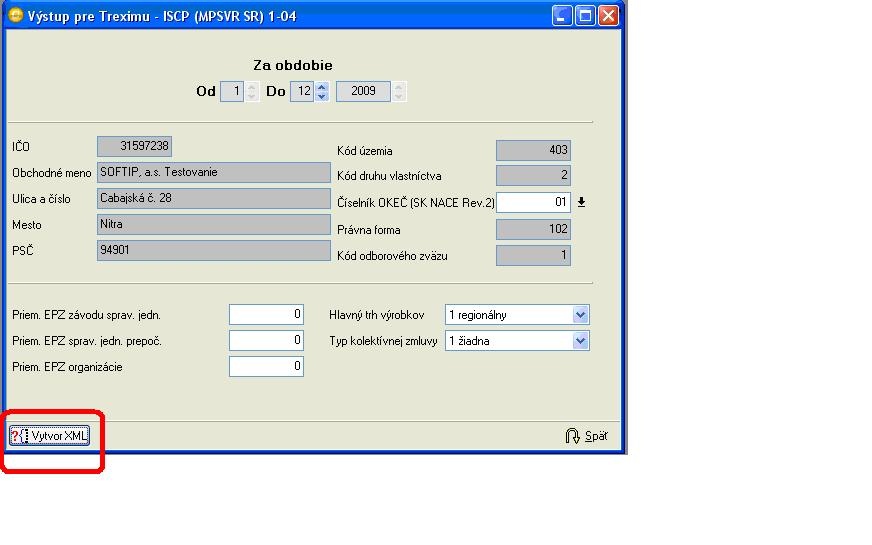 Výstup pre Treximu - ISCP (MPSVR SR) 1-04
Za obdobie
Od 1 Do 12 2009
IČO 31597238
Obchodné meno SOFTIP, a.s. Testovanie
Ulica a číslo Cabajská č. 28
Mesto Nitra
PSČ 94901
Kód územia 403
Kód druhu vlastníctva 2
Číselník OKEČ (SK NACE Rev.2) 01
Právna forma 102
Kód odborového zväzu 1
Priem. EPZ závodu sprav. jedn. 0
Priem. EPZ sprav. jedn. prepoč. 0
Priem. EPZ organizácie 0
Hlavný trh výrobkov 1 regionálny
Typ kolektívnej zmluvy 1 žiadna
Vytvor XML
Späť